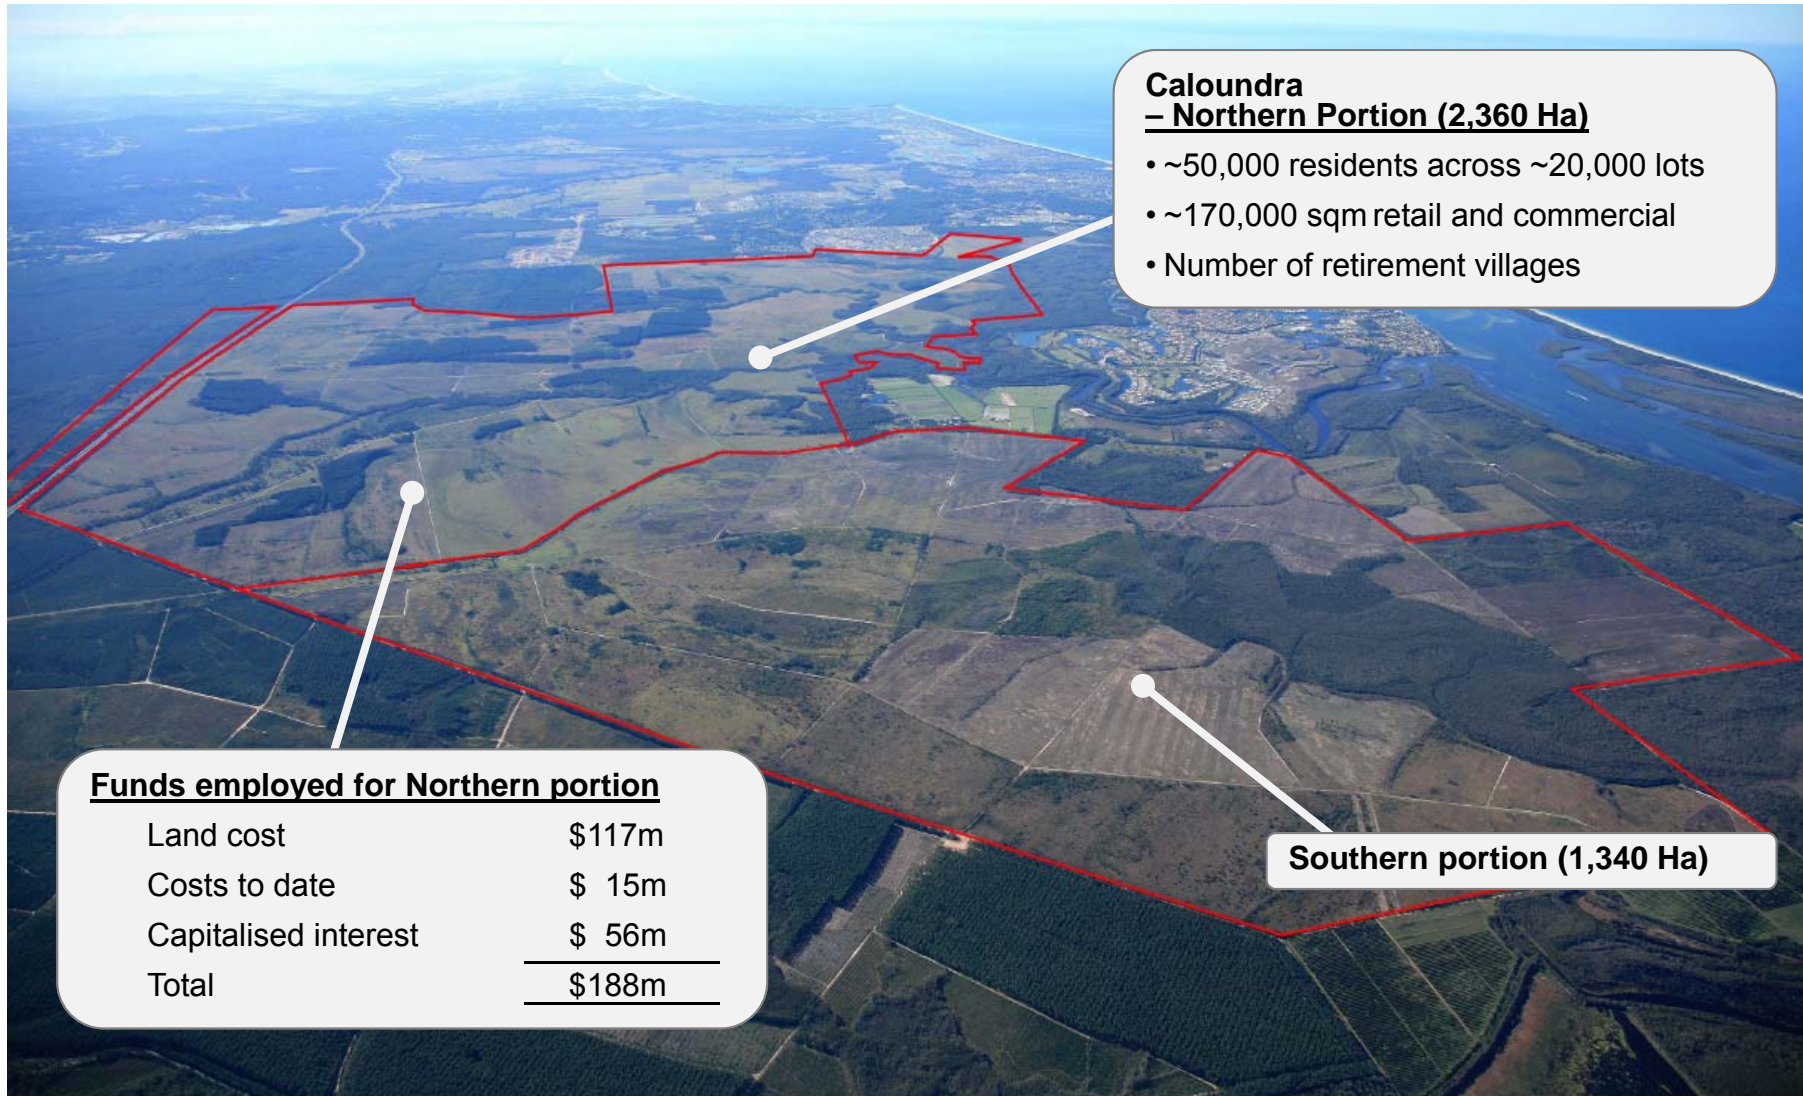 Caloundra
– Northern Portion (2,360 Ha)
• ~50,000 residents across ~20,000 lots
• ~170,000 sqm retail and commercial
• Number of retirement villages
Funds employed for Northern portion
Land cost $117m
Costs to date $ 15m
Capitalised interest $ 56m
Total $188m
Southern portion (1,340 Ha)